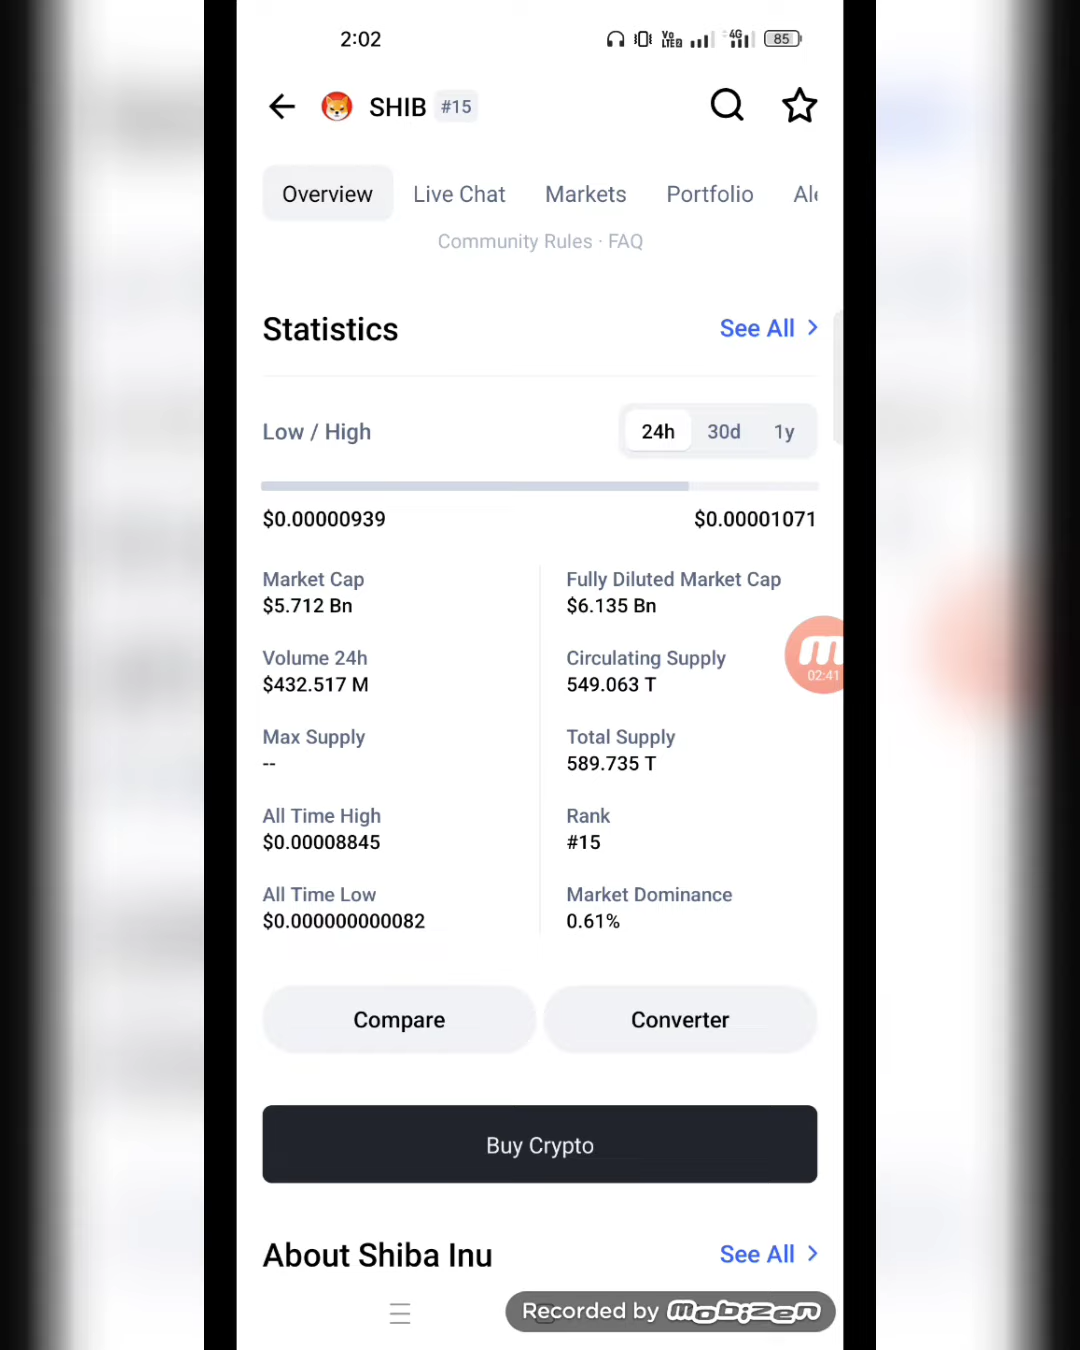 2:02
Vo
LTE2
4G
85
SHIB #15
Overview Live Chat Markets Portfolio Ale
Community Rules · FAQ
Statistics See All
Low / High 24h 30d 1y
$0.00000939 $0.00001071
Market Cap Fully Diluted Market Cap
$5.712 Bn $6.135 Bn
Volume 24h Circulating Supply
$432.517 M 549.063 T
02:41
Max Supply Total Supply
-- 589.735 T
All Time High Rank
$0.00008845 #15
All Time Low Market Dominance
$0.000000000082 0.61%
Compare Converter
Buy Crypto
About Shiba Inu See All
Recorded by mobizen